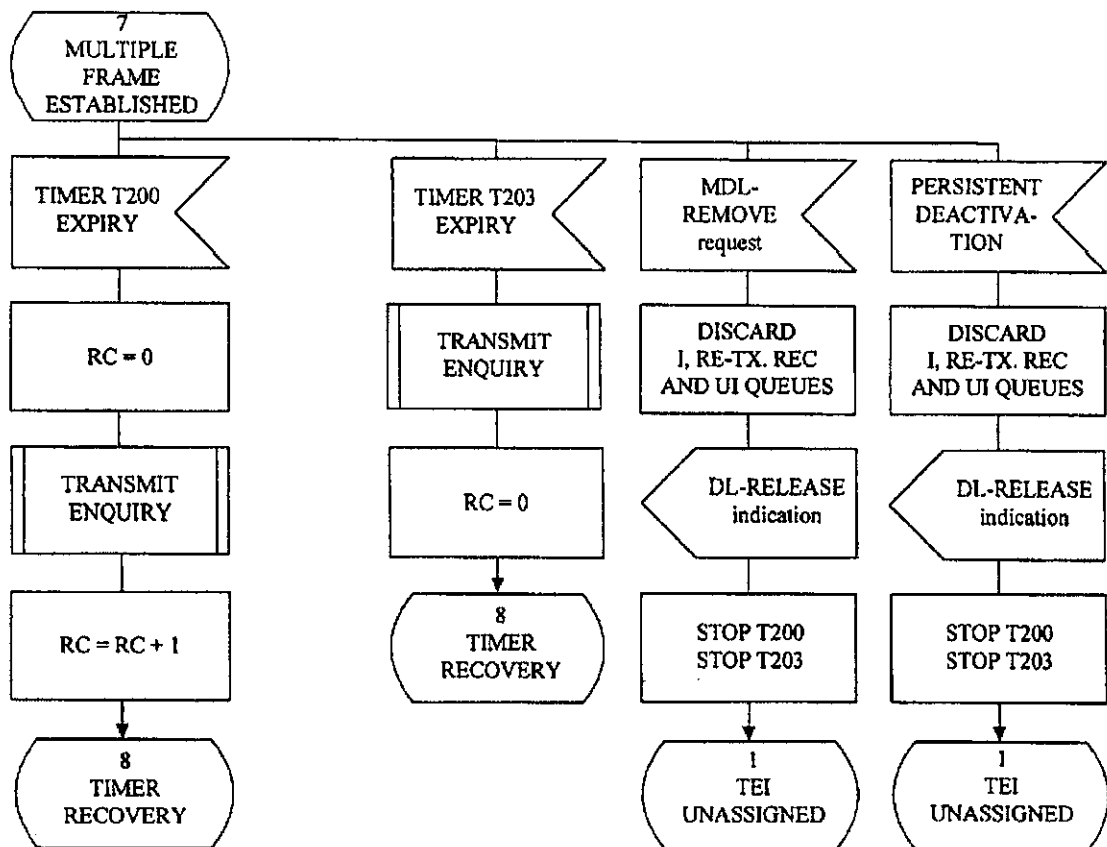 7
MULTIPLE
FRAME
ESTABLISHED
TIMER T200
EXPIRY
RC = 0
TRANSMIT
ENQUIRY
RC = RC + 1
8
TIMER
RECOVERY
TIMER T203
EXPIRY
TRANSMIT
ENQUIRY
RC = 0
8
TIMER
RECOVERY
MDL-
REMOVE
request
DISCARD
I, RE-TX. REC
AND UI QUEUES
DL-RELEASE
indication
STOP T200
STOP T203
1
TEI
UNASSIGNED
PERSISTENT
DEACTIVA-
TION
DISCARD
I, RE-TX. REC
AND UI QUEUES
DL-RELEASE
indication
STOP T200
STOP T203
1
TEI
UNASSIGNED